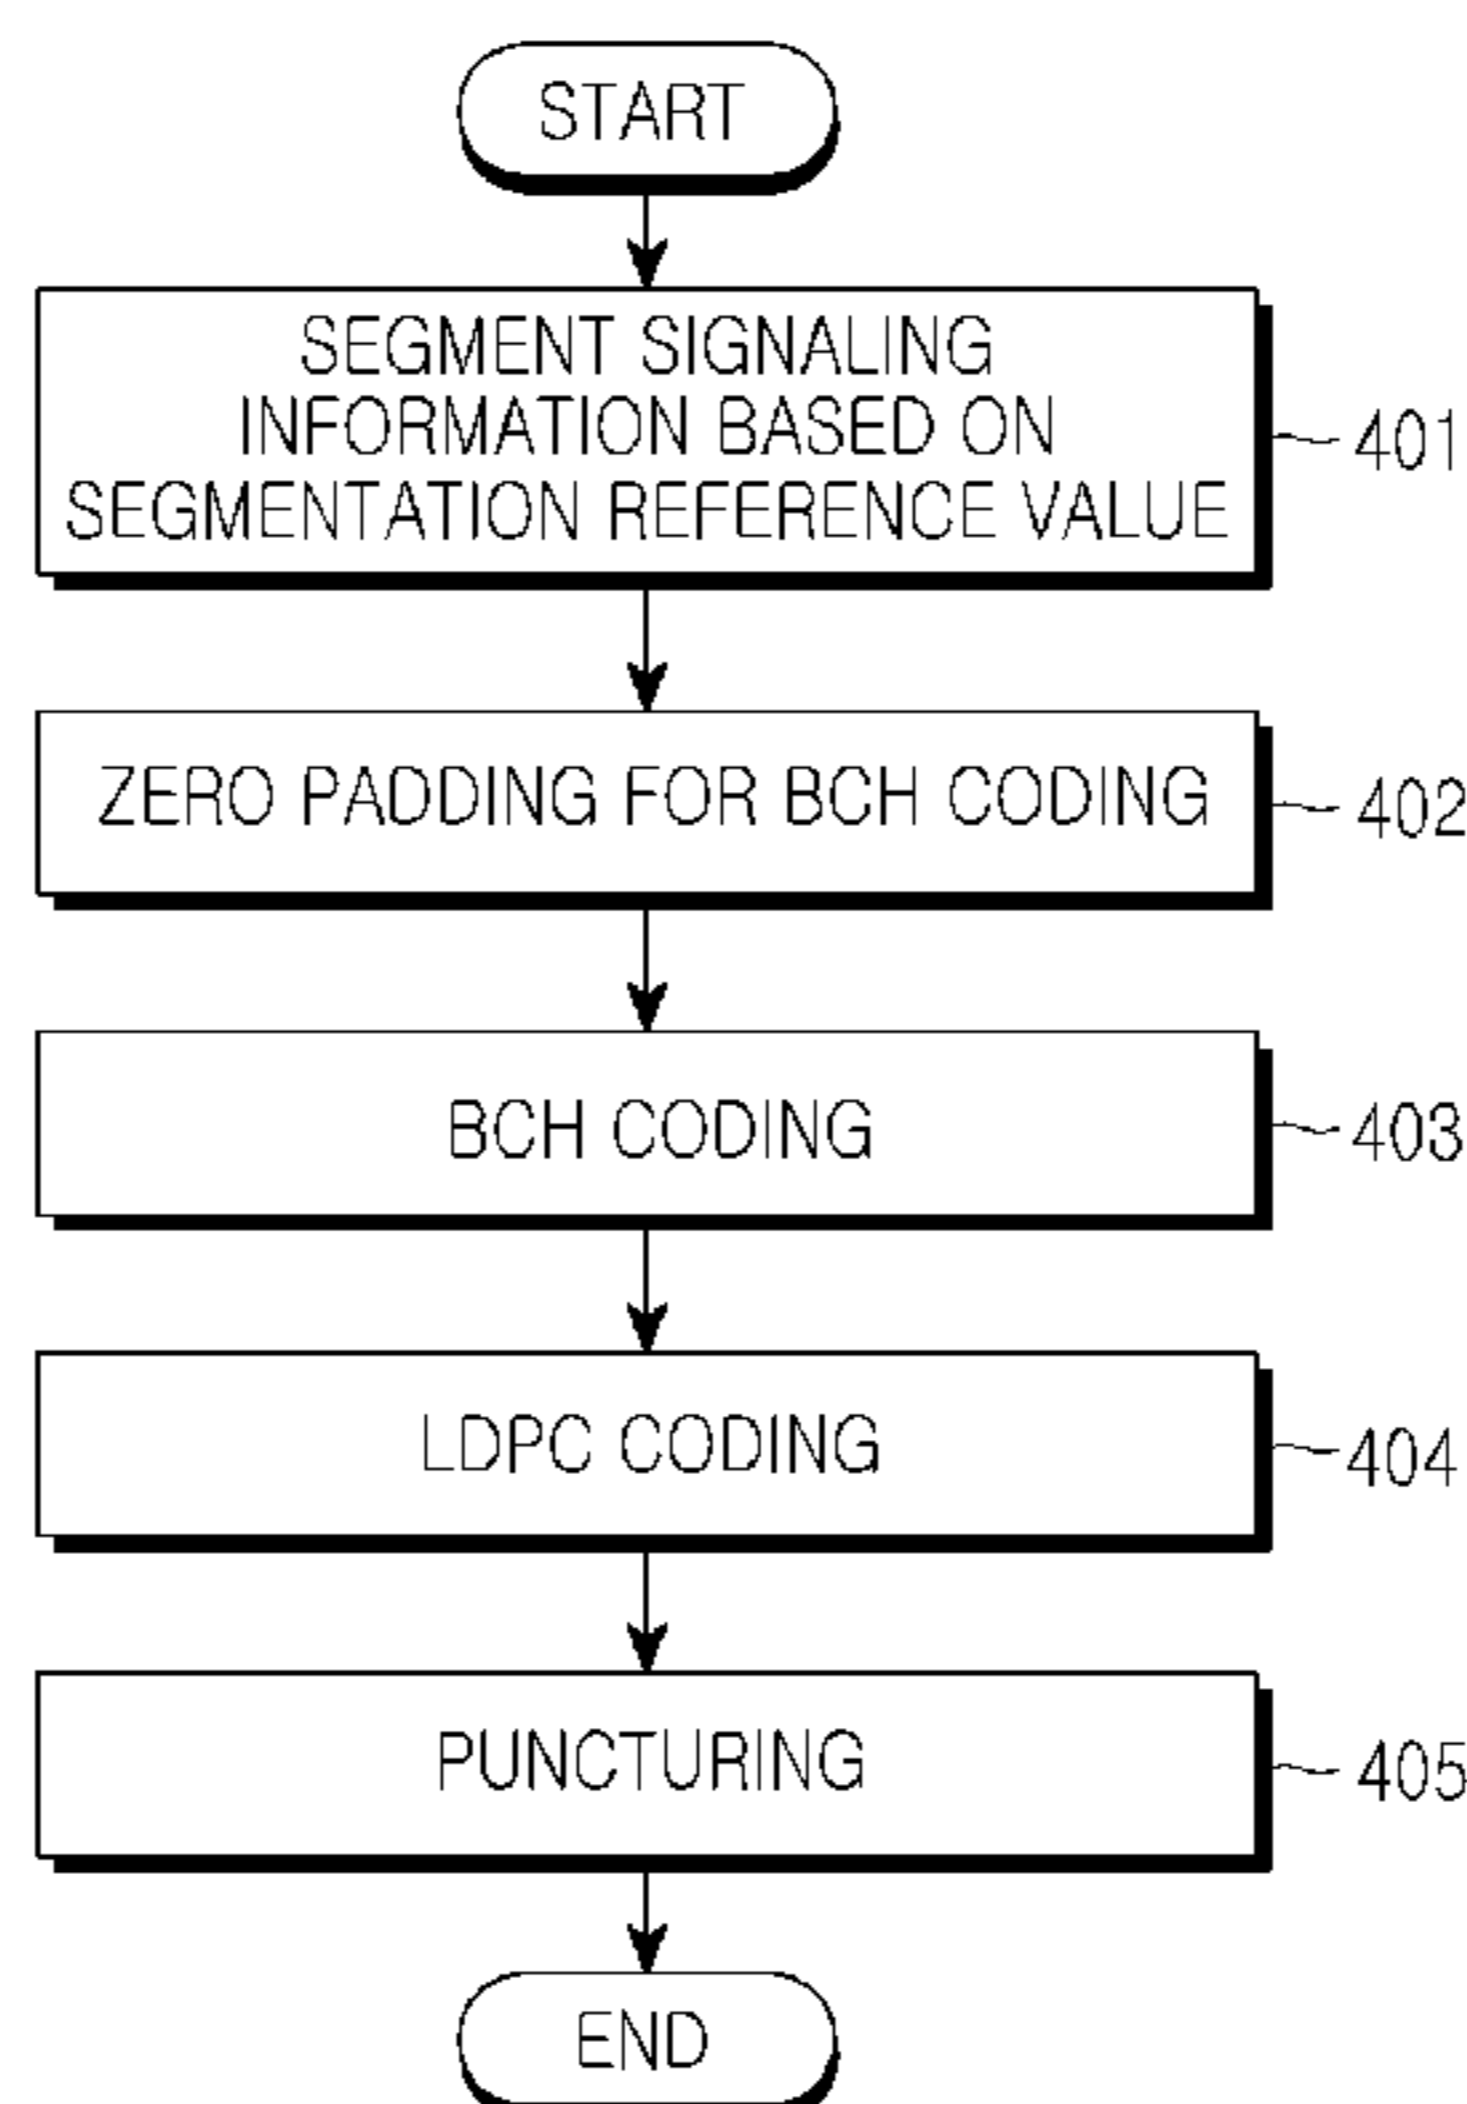 START
SEGMENT SIGNALING
INFORMATION BASED ON
SEGMENTATION REFERENCE VALUE
401
ZERO PADDING FOR BCH CODING
402
BCH CODING
403
LDPC CODING
404
PUNCTURING
405
END